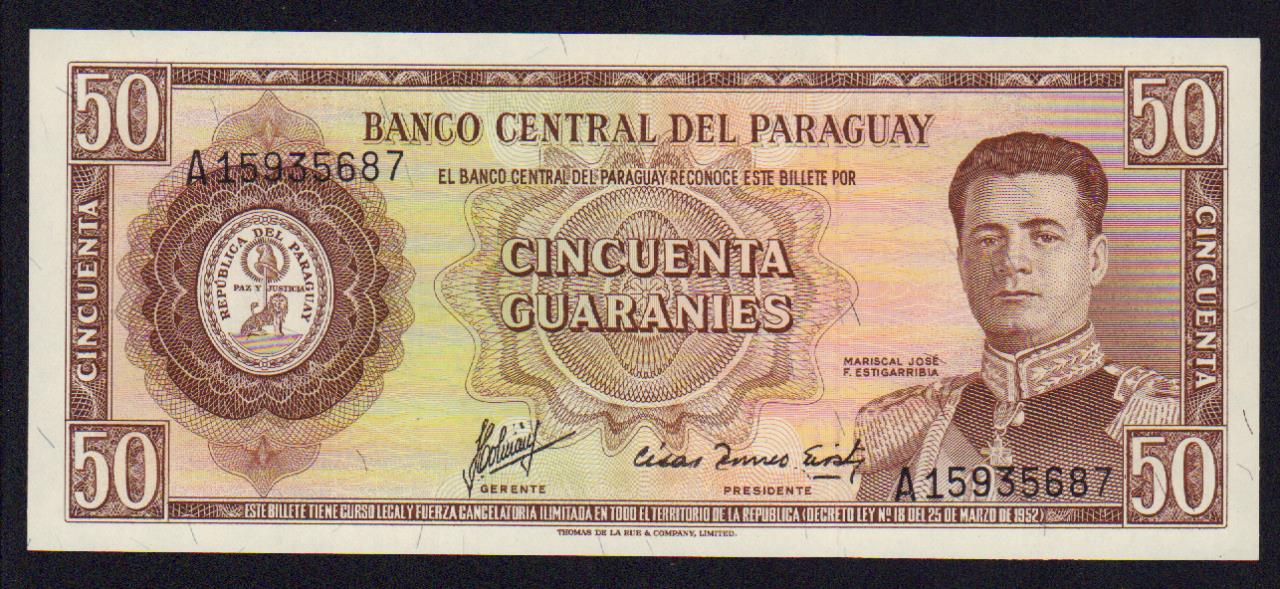 50
50
BANCO CENTRAL DEL PARAGUAY
A15935687
EL BANCO CENTRAL DEL PARAGUAY RECONOCE ESTE BILLETE POR
CINCUENTA
CINCUENTA
REPUBLICA DEL PARAGUAY
PAZ Y JUSTICIA
CINCUENTA
GUARANIES
MARISCAL JOSÉ
F. ESTIGARRIBIA
GERENTE
PRESIDENTE
A15935687
50
50
ESTE BILLETE TIENE CURSO LEGAL Y FUERZA CANCELATORIA ILIMITADA EN TODO EL TERRITORIO DE LA REPUBLICA (DECRETO LEY Nº 18 DEL 25 DE MARZO DE 1952)
THOMAS DE LA RUE & COMPANY, LIMITED.